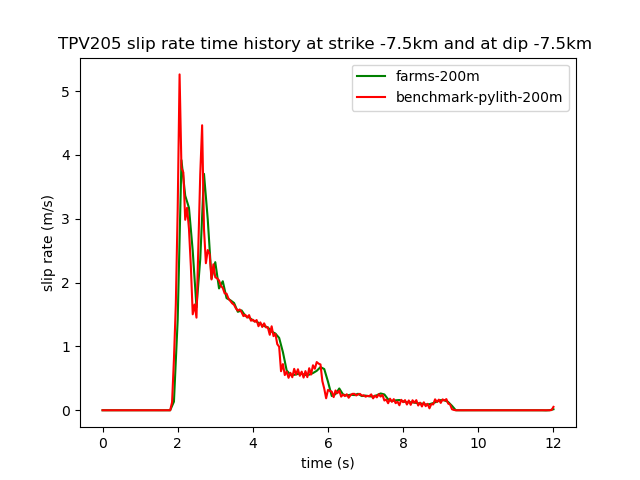 TPV205 slip rate time history at strike -7.5km and at dip -7.5km
farms-200m
benchmark-pylith-200m
slip rate (m/s)
5
4
3
2
1
0
0 2 4 6 8 10 12
time (s)